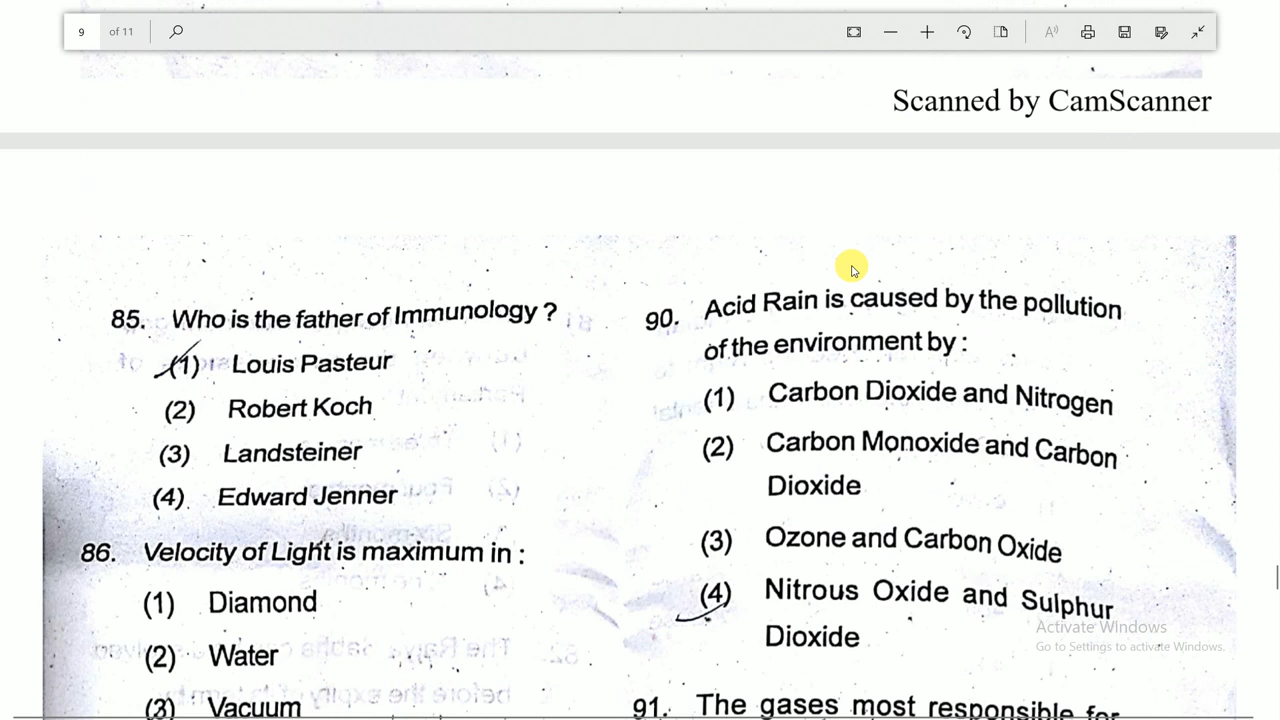 9 of 11
Scanned by CamScanner
85. Who is the father of Immunology ?
(1) Louis Pasteur
(2) Robert Koch
(3) Landsteiner
(4) Edward Jenner
86. Velocity of Light is maximum in :
(1) Diamond
(2) Water
(3) Vacuum
90. Acid Rain is caused by the pollution
of the environment by :
(1) Carbon Dioxide and Nitrogen
(2) Carbon Monoxide and Carbon
Dioxide
(3) Ozone and Carbon Oxide
(4) Nitrous Oxide and Sulphur
Dioxide
91. The gases most responsible for
Activate Windows
Go to Settings to activate Windows.